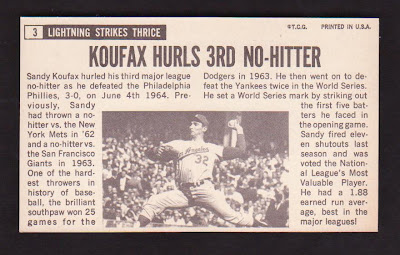 3 LIGHTNING STRIKES THRICE
©T.C.G. PRINTED IN U.S.A.
KOUFAX HURLS 3RD NO-HITTER
Sandy Koufax hurled his third major league
no-hitter as he defeated the Philadelphia
Phillies, 3-0, on June 4th 1964. Pre-
viously, Sandy
had thrown a no-
hitter vs. the New
York Mets in '62
and a no-hitter vs.
the San Francisco
Giants in 1963.
One of the hard-
est throwers in
history of base-
ball, the brilliant
southpaw won 25
games for the
Dodgers in 1963. He then went on to de-
feat the Yankees twice in the World Series.
He set a World Series mark by striking out
the first five bat-
ters he faced in
the opening game.
Sandy fired elev-
en shutouts last
season and was
voted the Nation-
al League's Most
Valuable Player.
He had a 1.88
earned run aver-
age, best in the
major leagues!
32